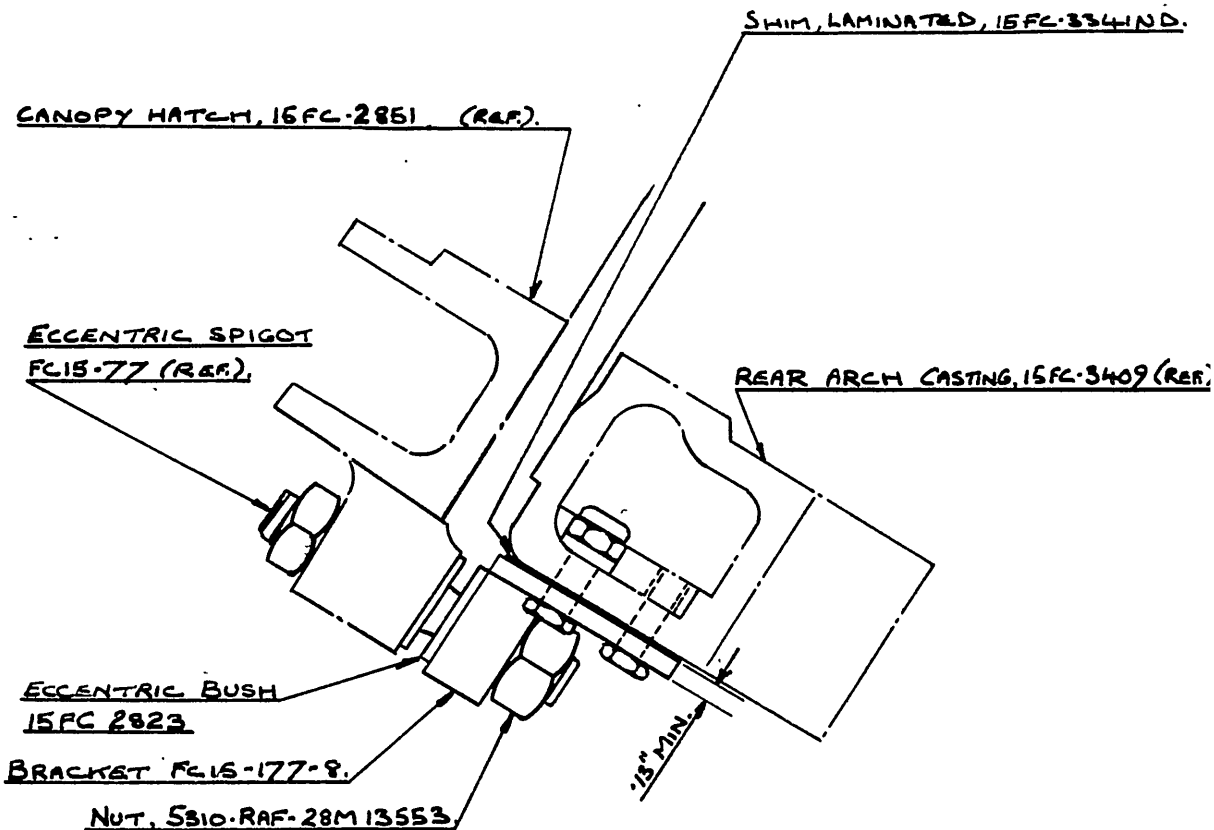 SHIM, LAMINATED, 15FC·3341ND.
CANOPY HATCH, 15FC·2851 (REF.).
ECCENTRIC SPIGOT
FC15·77 (REF.).
REAR ARCH CASTING, 15FC·3409 (REF.)
ECCENTRIC BUSH
15FC 2823
BRACKET FC15-177-8.
·13" MIN.
NUT, 5310·RAF·28M13553.